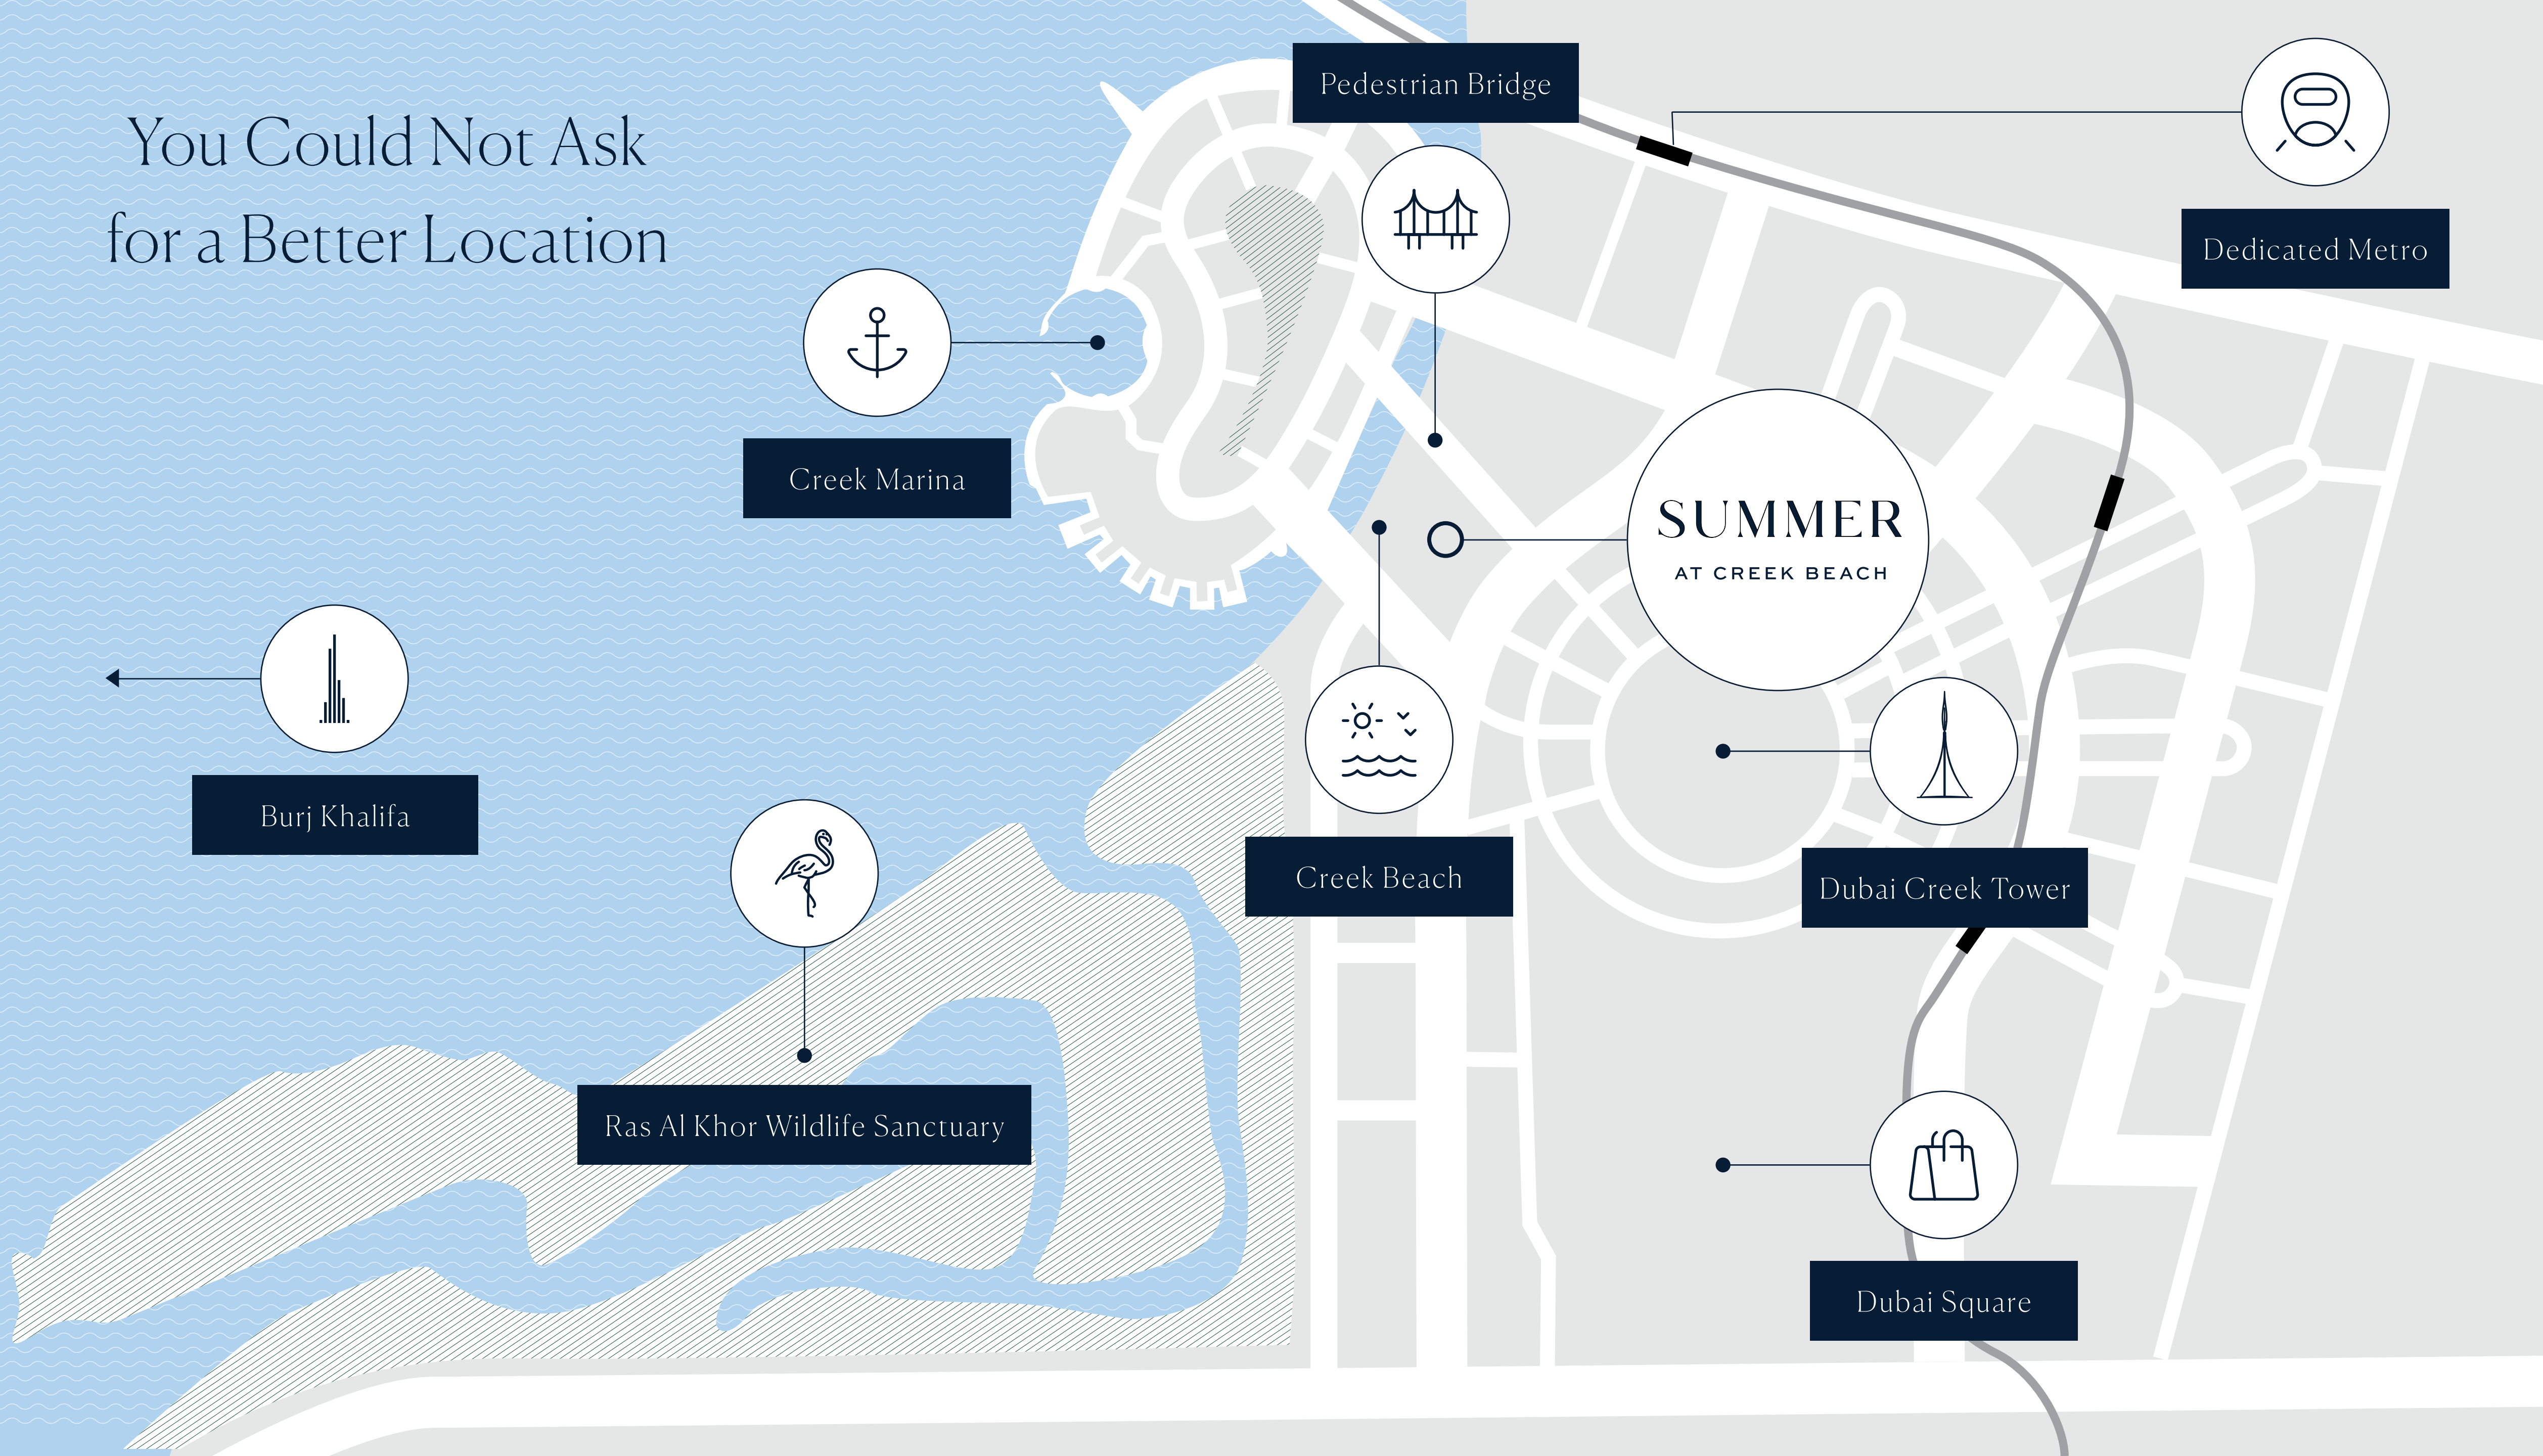 You Could Not Ask
for a Better Location
Pedestrian Bridge
Dedicated Metro
Creek Marina
SUMMER
AT CREEK BEACH
Burj Khalifa
Creek Beach
Dubai Creek Tower
Ras Al Khor Wildlife Sanctuary
Dubai Square